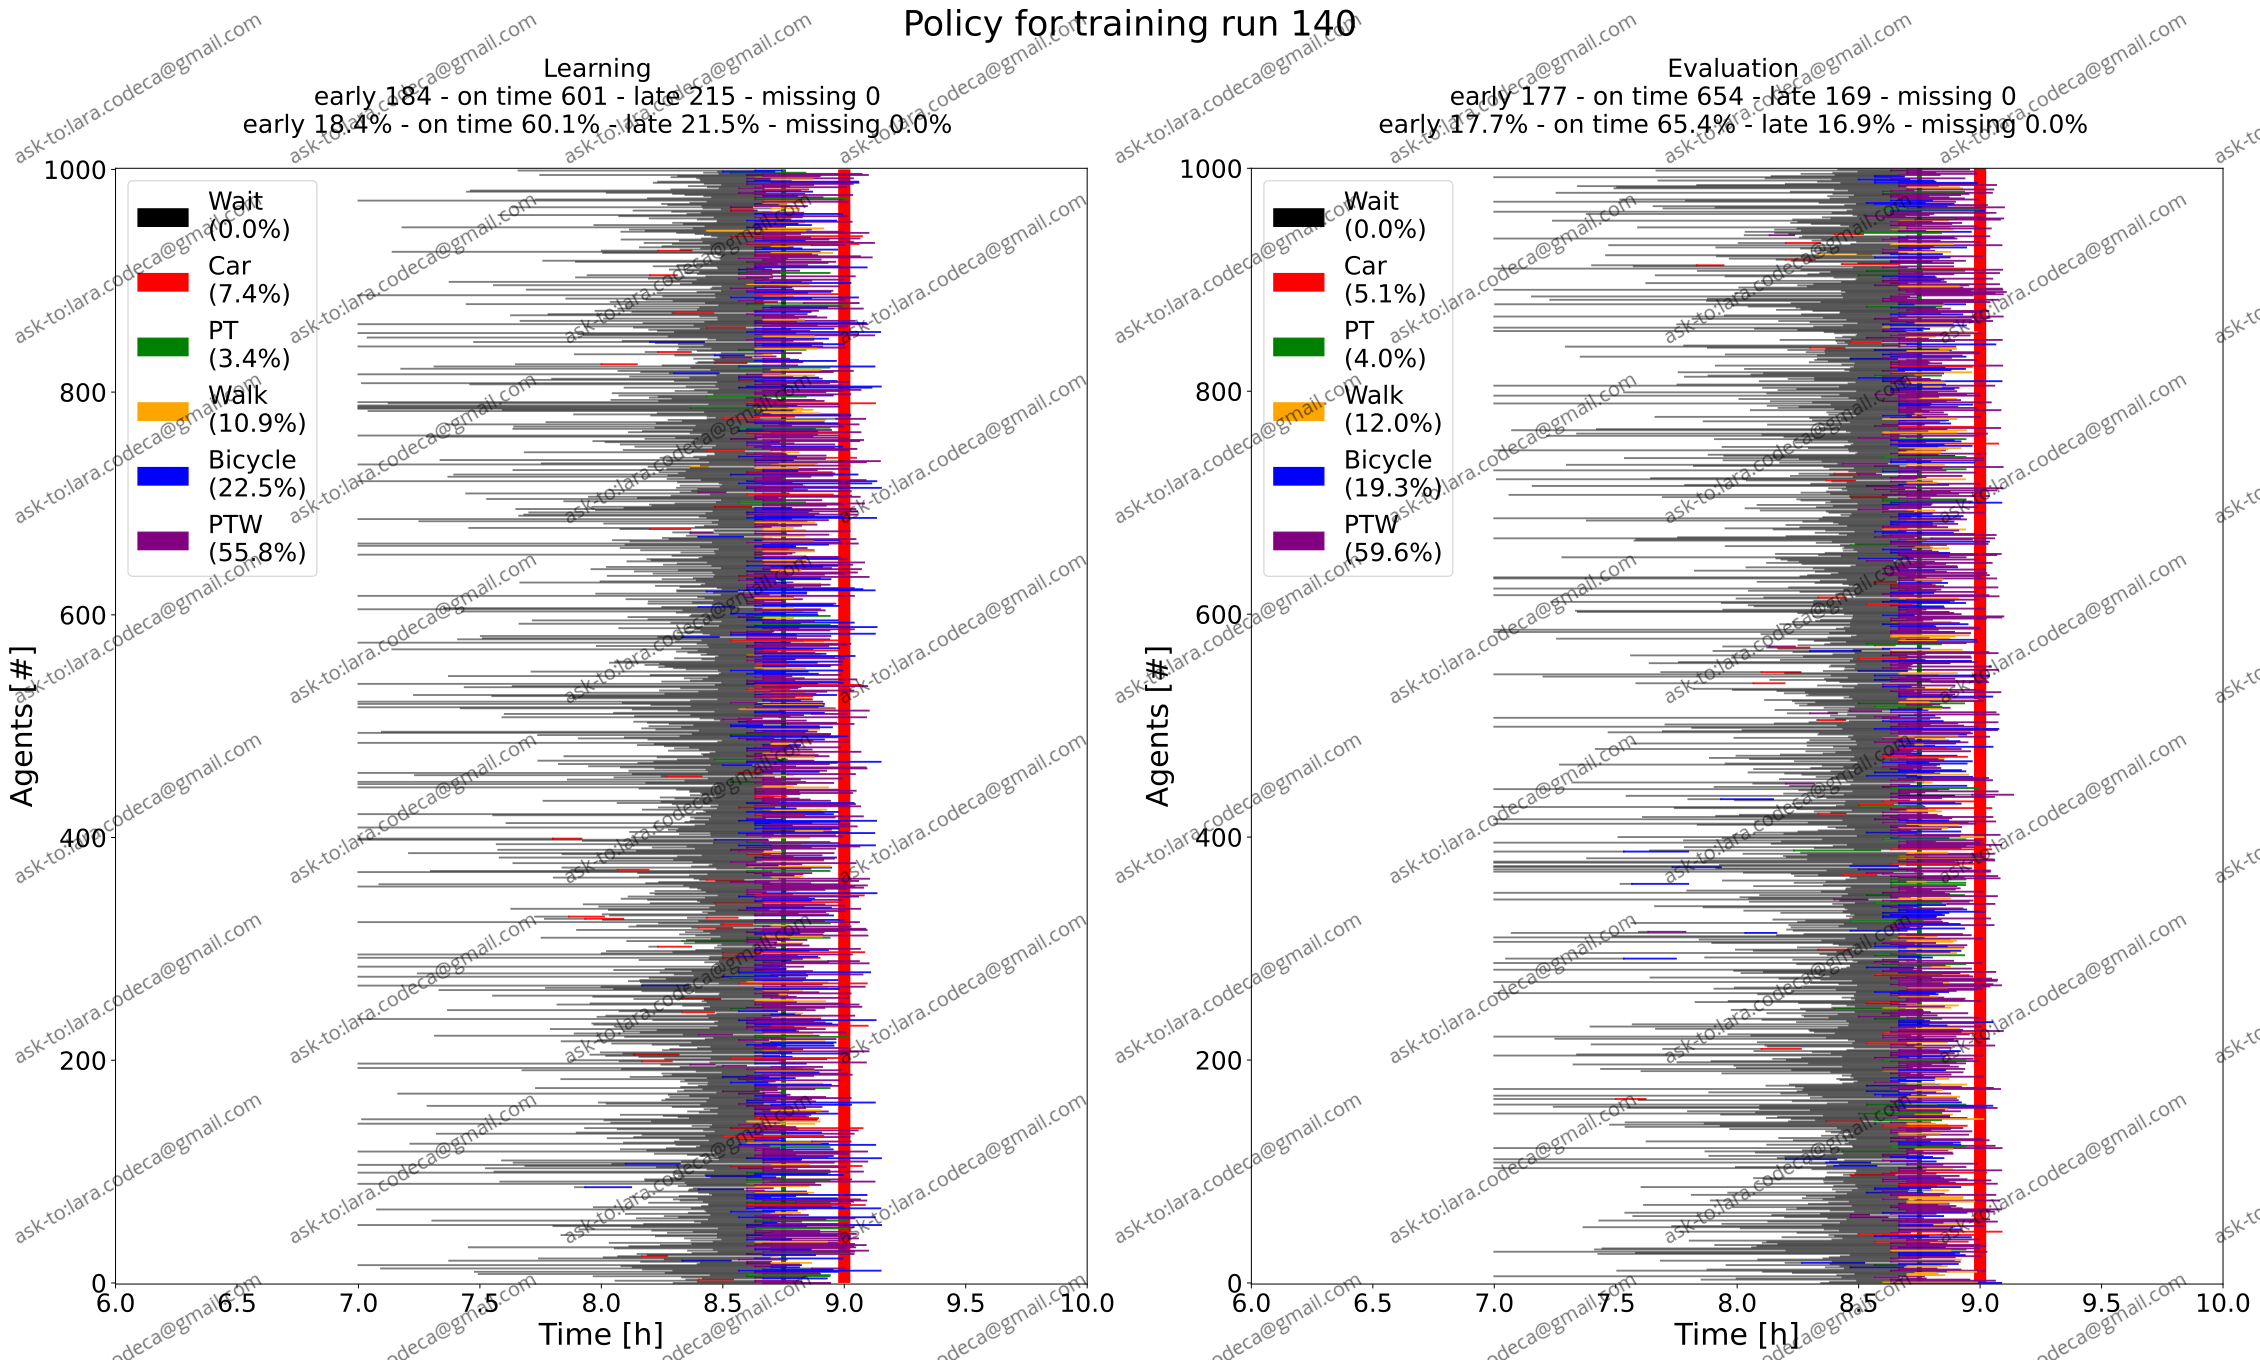 Policy for training run 140
Learning
early 184 - on time 601 - late 215 - missing 0
early 18.4% - on time 60.1% - late 21.5% - missing 0.0%
1000
800
600
400
200
0
Agents [#]
Wait
(0.0%)
Car
(7.4%)
PT
(3.4%)
Walk
(10.9%)
Bicycle
(22.5%)
PTW
(55.8%)
6.0 6.5 7.0 7.5 8.0 8.5 9.0 9.5 10.0
Time [h]
Evaluation
early 177 - on time 654 - late 169 - missing 0
early 17.7% - on time 65.4% - late 16.9% - missing 0.0%
1000
800
600
400
200
0
Agents [#]
Wait
(0.0%)
Car
(5.1%)
PT
(4.0%)
Walk
(12.0%)
Bicycle
(19.3%)
PTW
(59.6%)
6.0 6.5 7.0 7.5 8.0 8.5 9.0 9.5 10.0
Time [h]
ask-to:lara.codeca@gmail.com